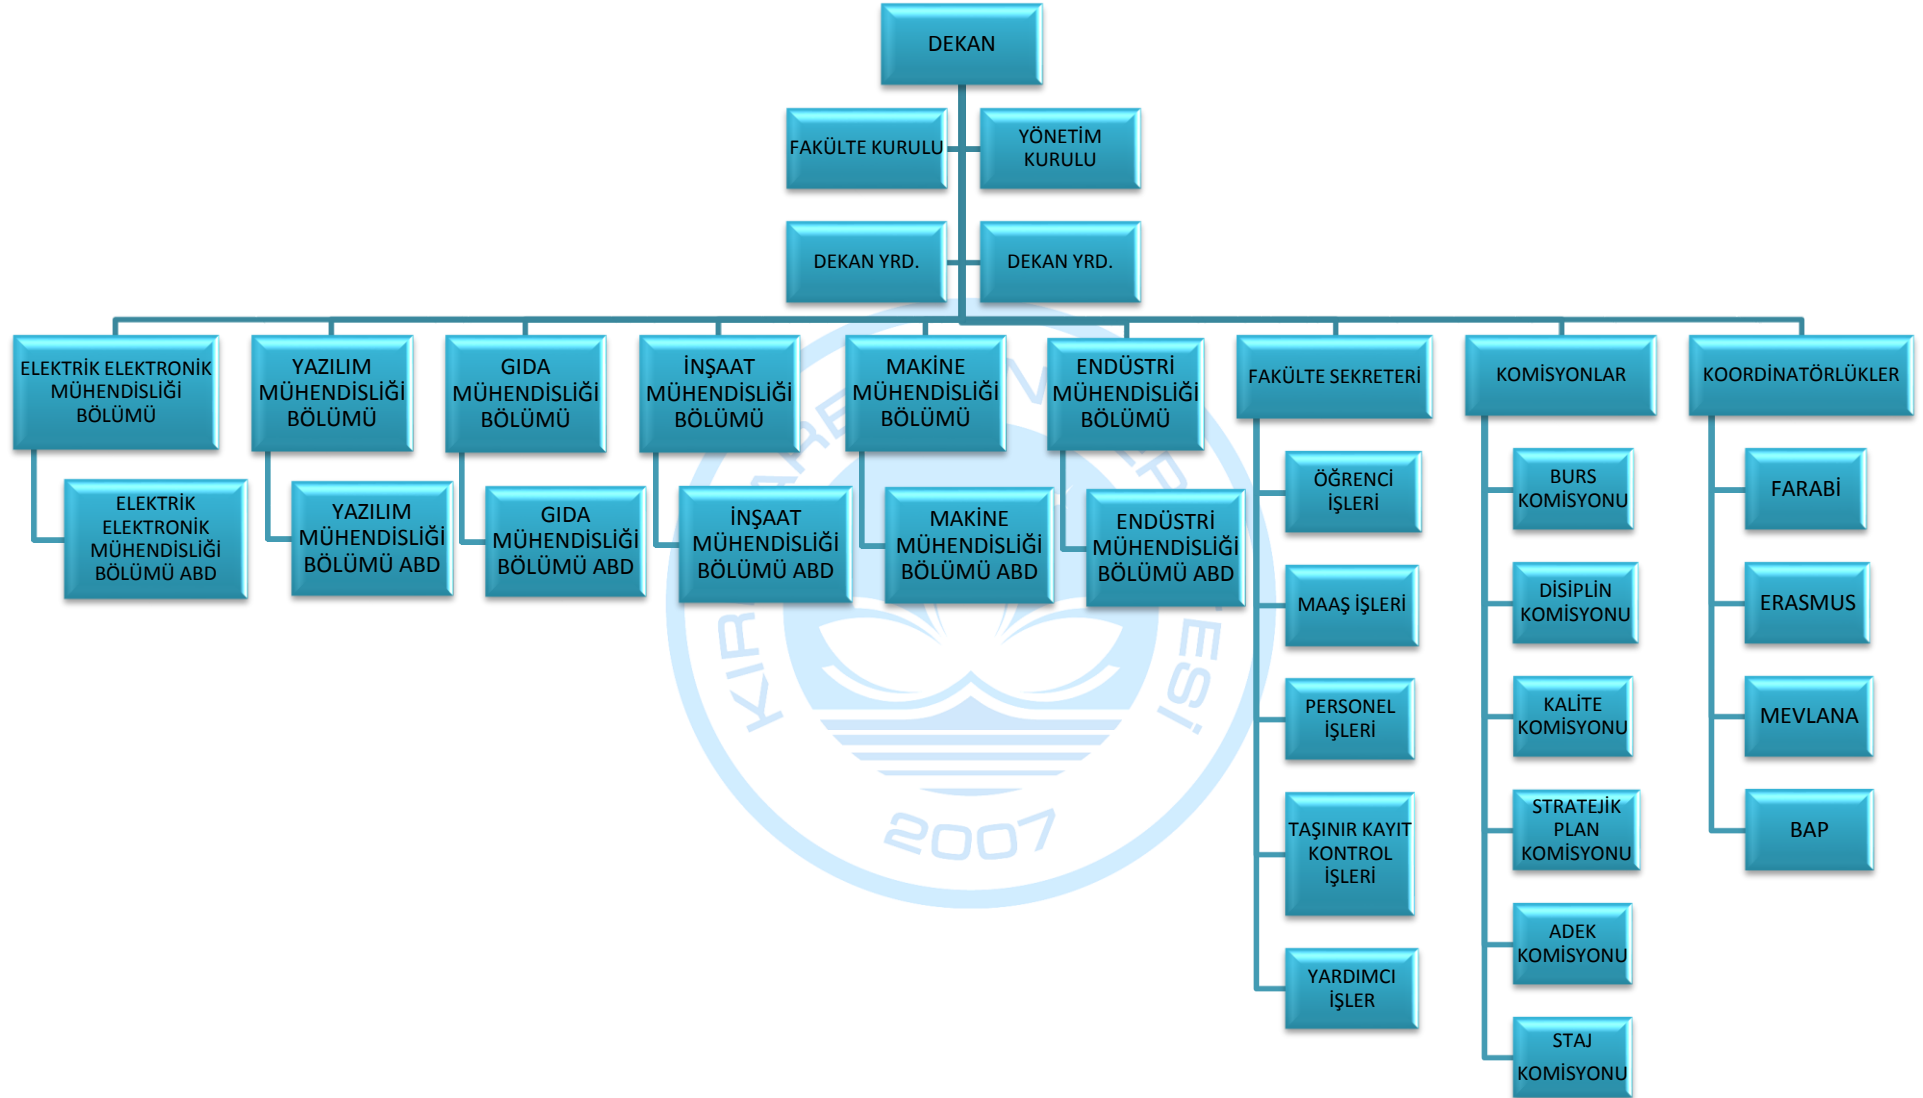 DEKAN
FAKÜLTE KURULU
YÖNETİM
KURULU
DEKAN YRD.
DEKAN YRD.
ELEKTRİK ELEKTRONİK
MÜHENDİSLİĞİ
BÖLÜMÜ
YAZILIM
MÜHENDİSLİĞİ
BÖLÜMÜ
GIDA
MÜHENDİSLİĞİ
BÖLÜMÜ
İNŞAAT
MÜHENDİSLİĞİ
BÖLÜMÜ
MAKİNE
MÜHENDİSLİĞİ
BÖLÜMÜ
ENDÜSTRİ
MÜHENDİSLİĞİ
BÖLÜMÜ
FAKÜLTE SEKRETERİ
KOMİSYONLAR
KOORDİNATÖRLÜKLER
ELEKTRİK
ELEKTRONİK
MÜHENDİSLİĞİ
BÖLÜMÜ ABD
YAZILIM
MÜHENDİSLİĞİ
BÖLÜMÜ ABD
GIDA
MÜHENDİSLİĞİ
BÖLÜMÜ ABD
İNŞAAT
MÜHENDİSLİĞİ
BÖLÜMÜ ABD
MAKİNE
MÜHENDİSLİĞİ
BÖLÜMÜ ABD
ENDÜSTRİ
MÜHENDİSLİĞİ
BÖLÜMÜ ABD
ÖĞRENCİ
İŞLERİ
MAAŞ İŞLERİ
PERSONEL
İŞLERİ
TAŞINIR KAYIT
KONTROL
İŞLERİ
YARDIMCI
İŞLER
BURS
KOMİSYONU
DİSİPLİN
KOMİSYONU
KALİTE
KOMİSYONU
STRATEJİK
PLAN
KOMİSYONU
ADEK
KOMİSYONU
STAJ
KOMİSYONU
FARABİ
ERASMUS
MEVLANA
BAP
2007